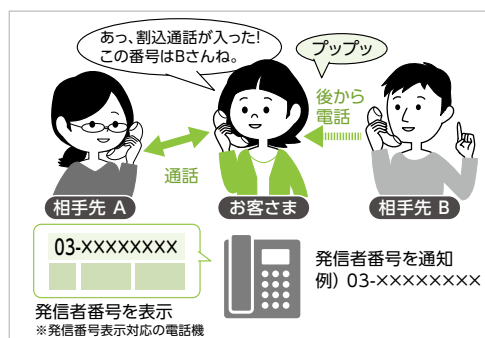 あっ、割込通話が入った!
この番号はBさんね。
プップッ
後から
電話
通話
相手先 A
お客さま
相手先 B
03-××××××××
発信者番号を表示
※発信番号表示対応の電話機
発信者番号を通知
例）03-××××××××